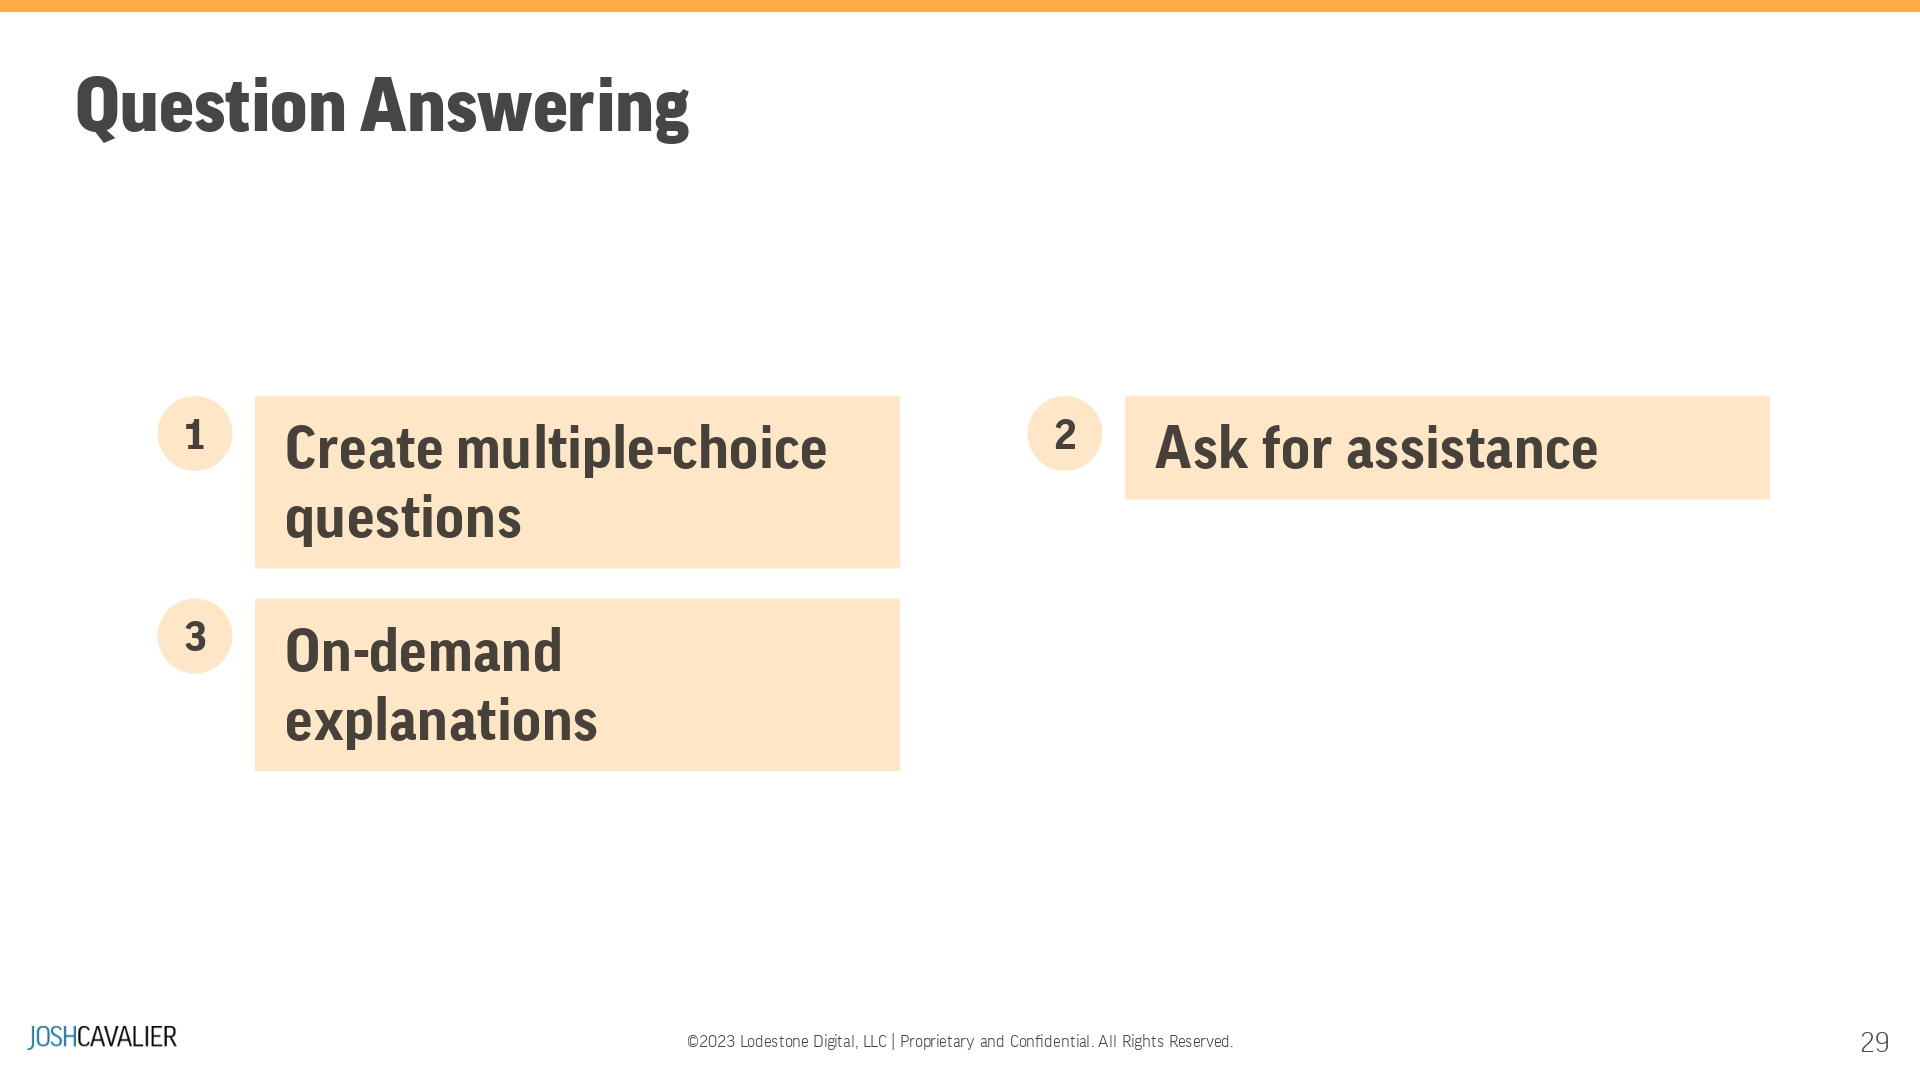 Question Answering
1
Create multiple-choice
questions
2
Ask for assistance
3
On-demand
explanations
JOSHCAVALIER
©2023 Lodestone Digital, LLC | Proprietary and Confidential. All Rights Reserved.
29